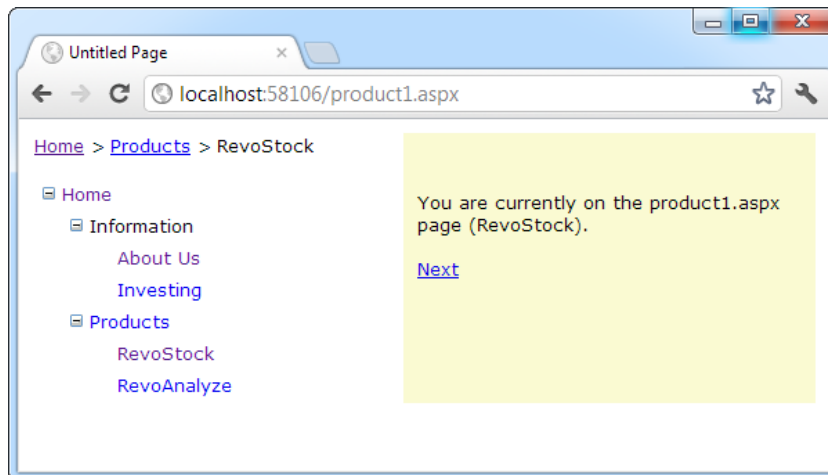 Untitled Page
localhost:58106/product1.aspx
Home > Products > RevoStock
Home
Information
About Us
Investing
Products
RevoStock
RevoAnalyze
You are currently on the product1.aspx
page (RevoStock).
Next